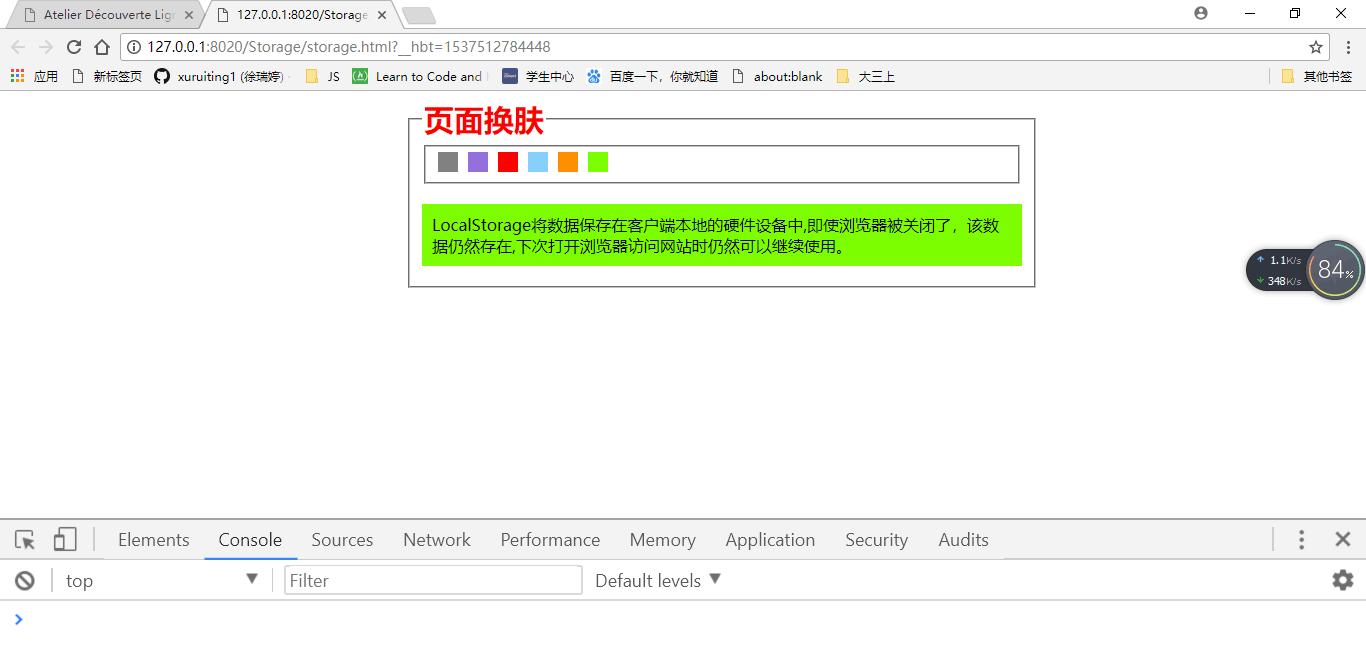 Atelier Découverte Lign
127.0.0.1:8020/Storage
127.0.0.1:8020/Storage/storage.html?__hbt=1537512784448
应用 新标签页 xuruiting1 (徐瑞婷) JS Learn to Code and 学生中心 百度一下，你就知道 about:blank 大三上 其他书签
页面换肤
LocalStorage将数据保存在客户端本地的硬件设备中,即使浏览器被关闭了，该数
据仍然存在,下次打开浏览器访问网站时仍然可以继续使用。
1.1K/s
348K/s
84%
Elements Console Sources Network Performance Memory Application Security Audits
top Filter Default levels